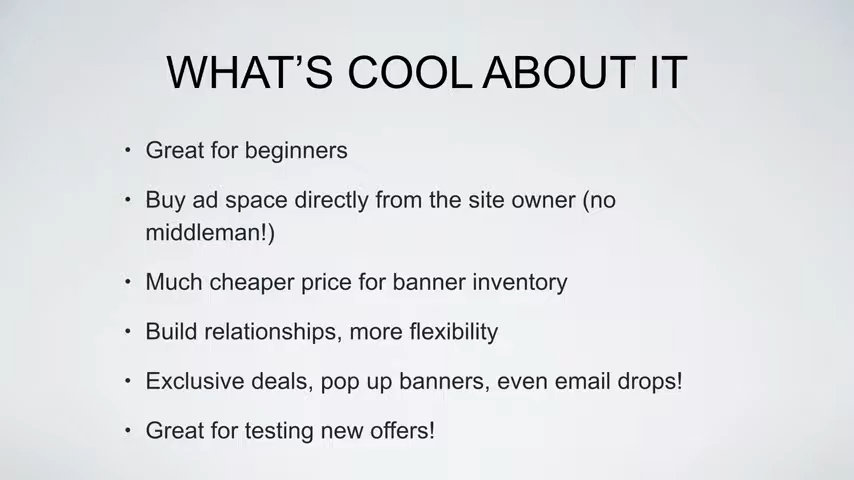 WHAT’S COOL ABOUT IT
• Great for beginners
• Buy ad space directly from the site owner (no
middleman!)
• Much cheaper price for banner inventory
• Build relationships, more flexibility
• Exclusive deals, pop up banners, even email drops!
• Great for testing new offers!